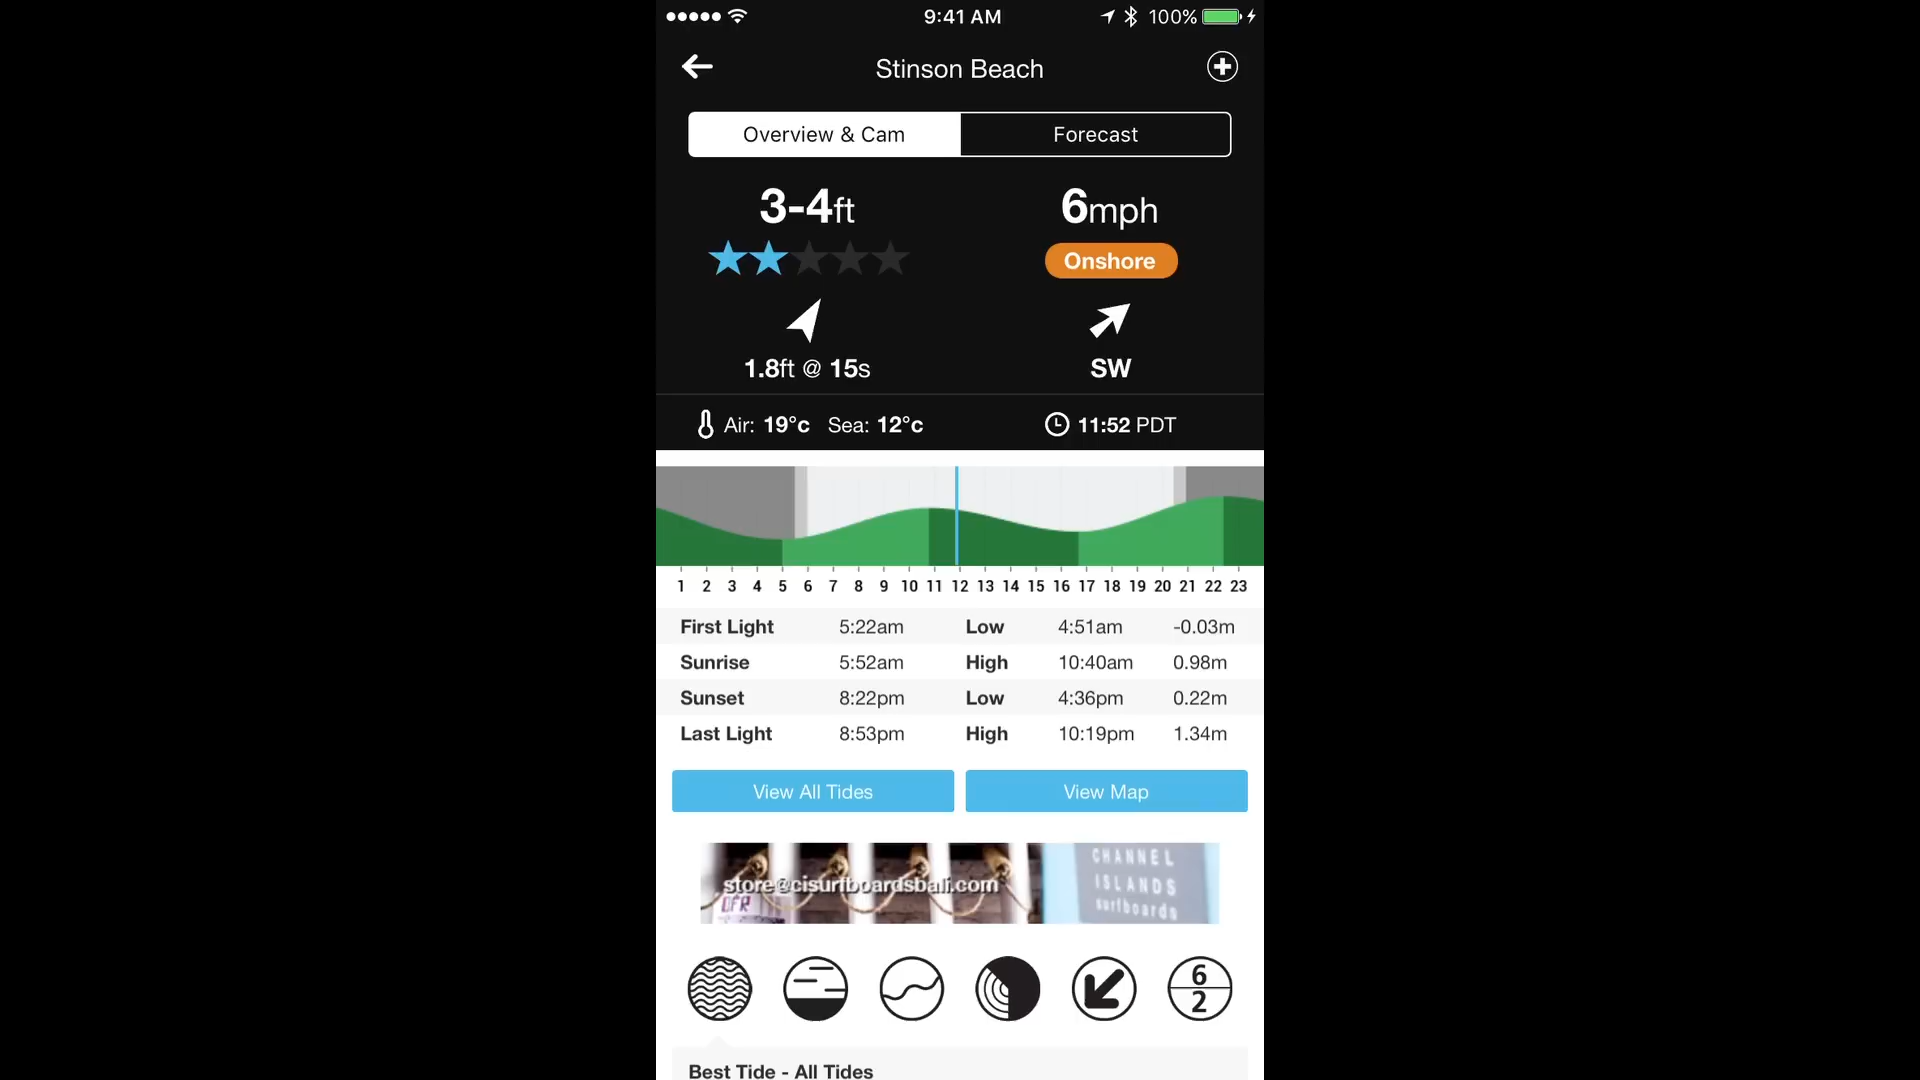 9:41 AM 100%
Stinson Beach
Overview & Cam Forecast
3-4ft 6mph
Onshore
1.8ft @ 15s SW
Air: 19°c Sea: 12°c 11:52 PDT
1 2 3 4 5 6 7 8 9 10 11 12 13 14 15 16 17 18 19 20 21 22 23
First Light 5:22am Low 4:51am -0.03m
Sunrise 5:52am High 10:40am 0.98m
Sunset 8:22pm Low 4:36pm 0.22m
Last Light 8:53pm High 10:19pm 1.34m
View All Tides View Map
CHANNEL
ISLANDS
surfboards
store@cisurfboardsbali.com
DFR
6
2
Best Tide - All Tides